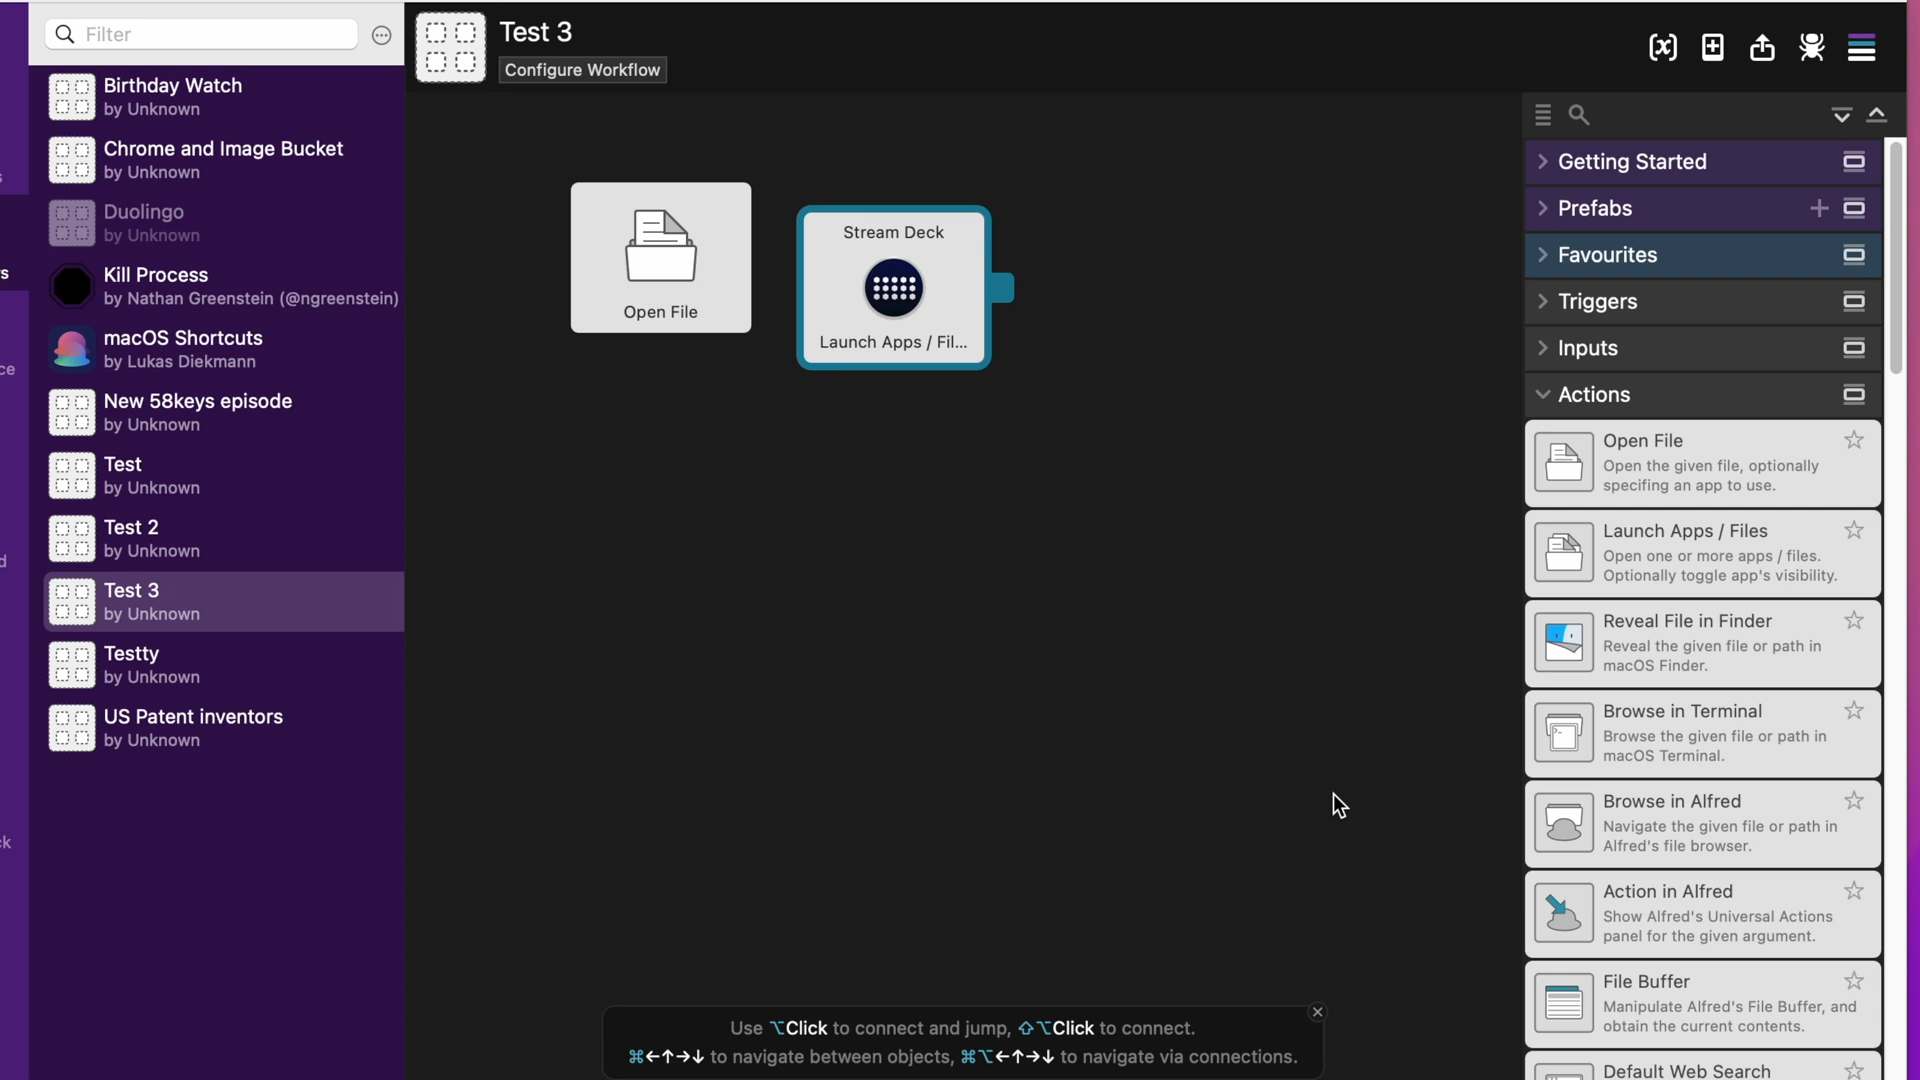 Filter
Birthday Watch
by Unknown
Chrome and Image Bucket
by Unknown
Duolingo
by Unknown
Kill Process
by Nathan Greenstein (@ngreenstein)
macOS Shortcuts
by Lukas Diekmann
New 58keys episode
by Unknown
Test
by Unknown
Test 2
by Unknown
Test 3
by Unknown
Testty
by Unknown
US Patent inventors
by Unknown
s
s
ce
d
ck
Test 3
Configure Workflow
Open File
Stream Deck
Launch Apps / Fil...
Use ⌥Click to connect and jump, ⇧⌥Click to connect.
⌘←↑→↓ to navigate between objects, ⌘⌥←↑→↓ to navigate via connections.
Getting Started
Prefabs
Favourites
Triggers
Inputs
Actions
Open File
Open the given file, optionally
specifing an app to use.
Launch Apps / Files
Open one or more apps / files.
Optionally toggle app's visibility.
Reveal File in Finder
Reveal the given file or path in
macOS Finder.
Browse in Terminal
Browse the given file or path in
macOS Terminal.
Browse in Alfred
Navigate the given file or path in
Alfred's file browser.
Action in Alfred
Show Alfred's Universal Actions
panel for the given argument.
File Buffer
Manipulate Alfred's File Buffer, and
obtain the current contents.
Default Web Search